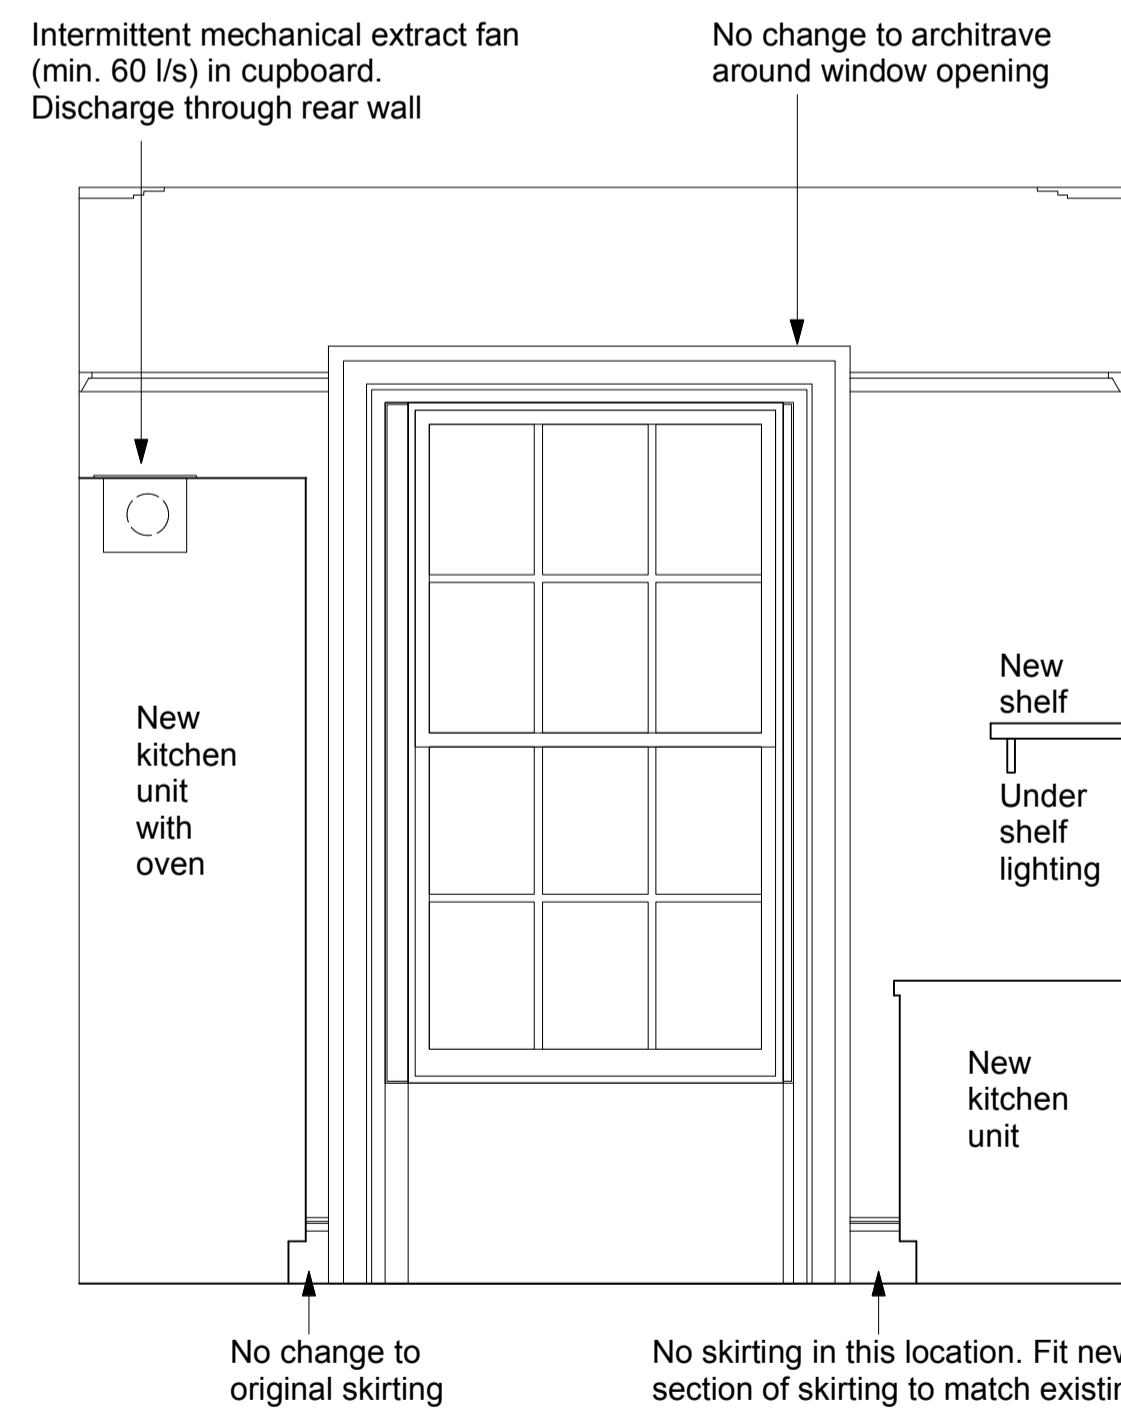 Intermittent mechanical extract fan
(min. 60 l/s) in cupboard.
Discharge through rear wall
No change to architrave
around window opening
New
shelf
Under
shelf
lighting
New
kitchen
unit
with
oven
New
kitchen
unit
No change to
original skirting
No skirting in this location. Fit new
section of skirting to match existin